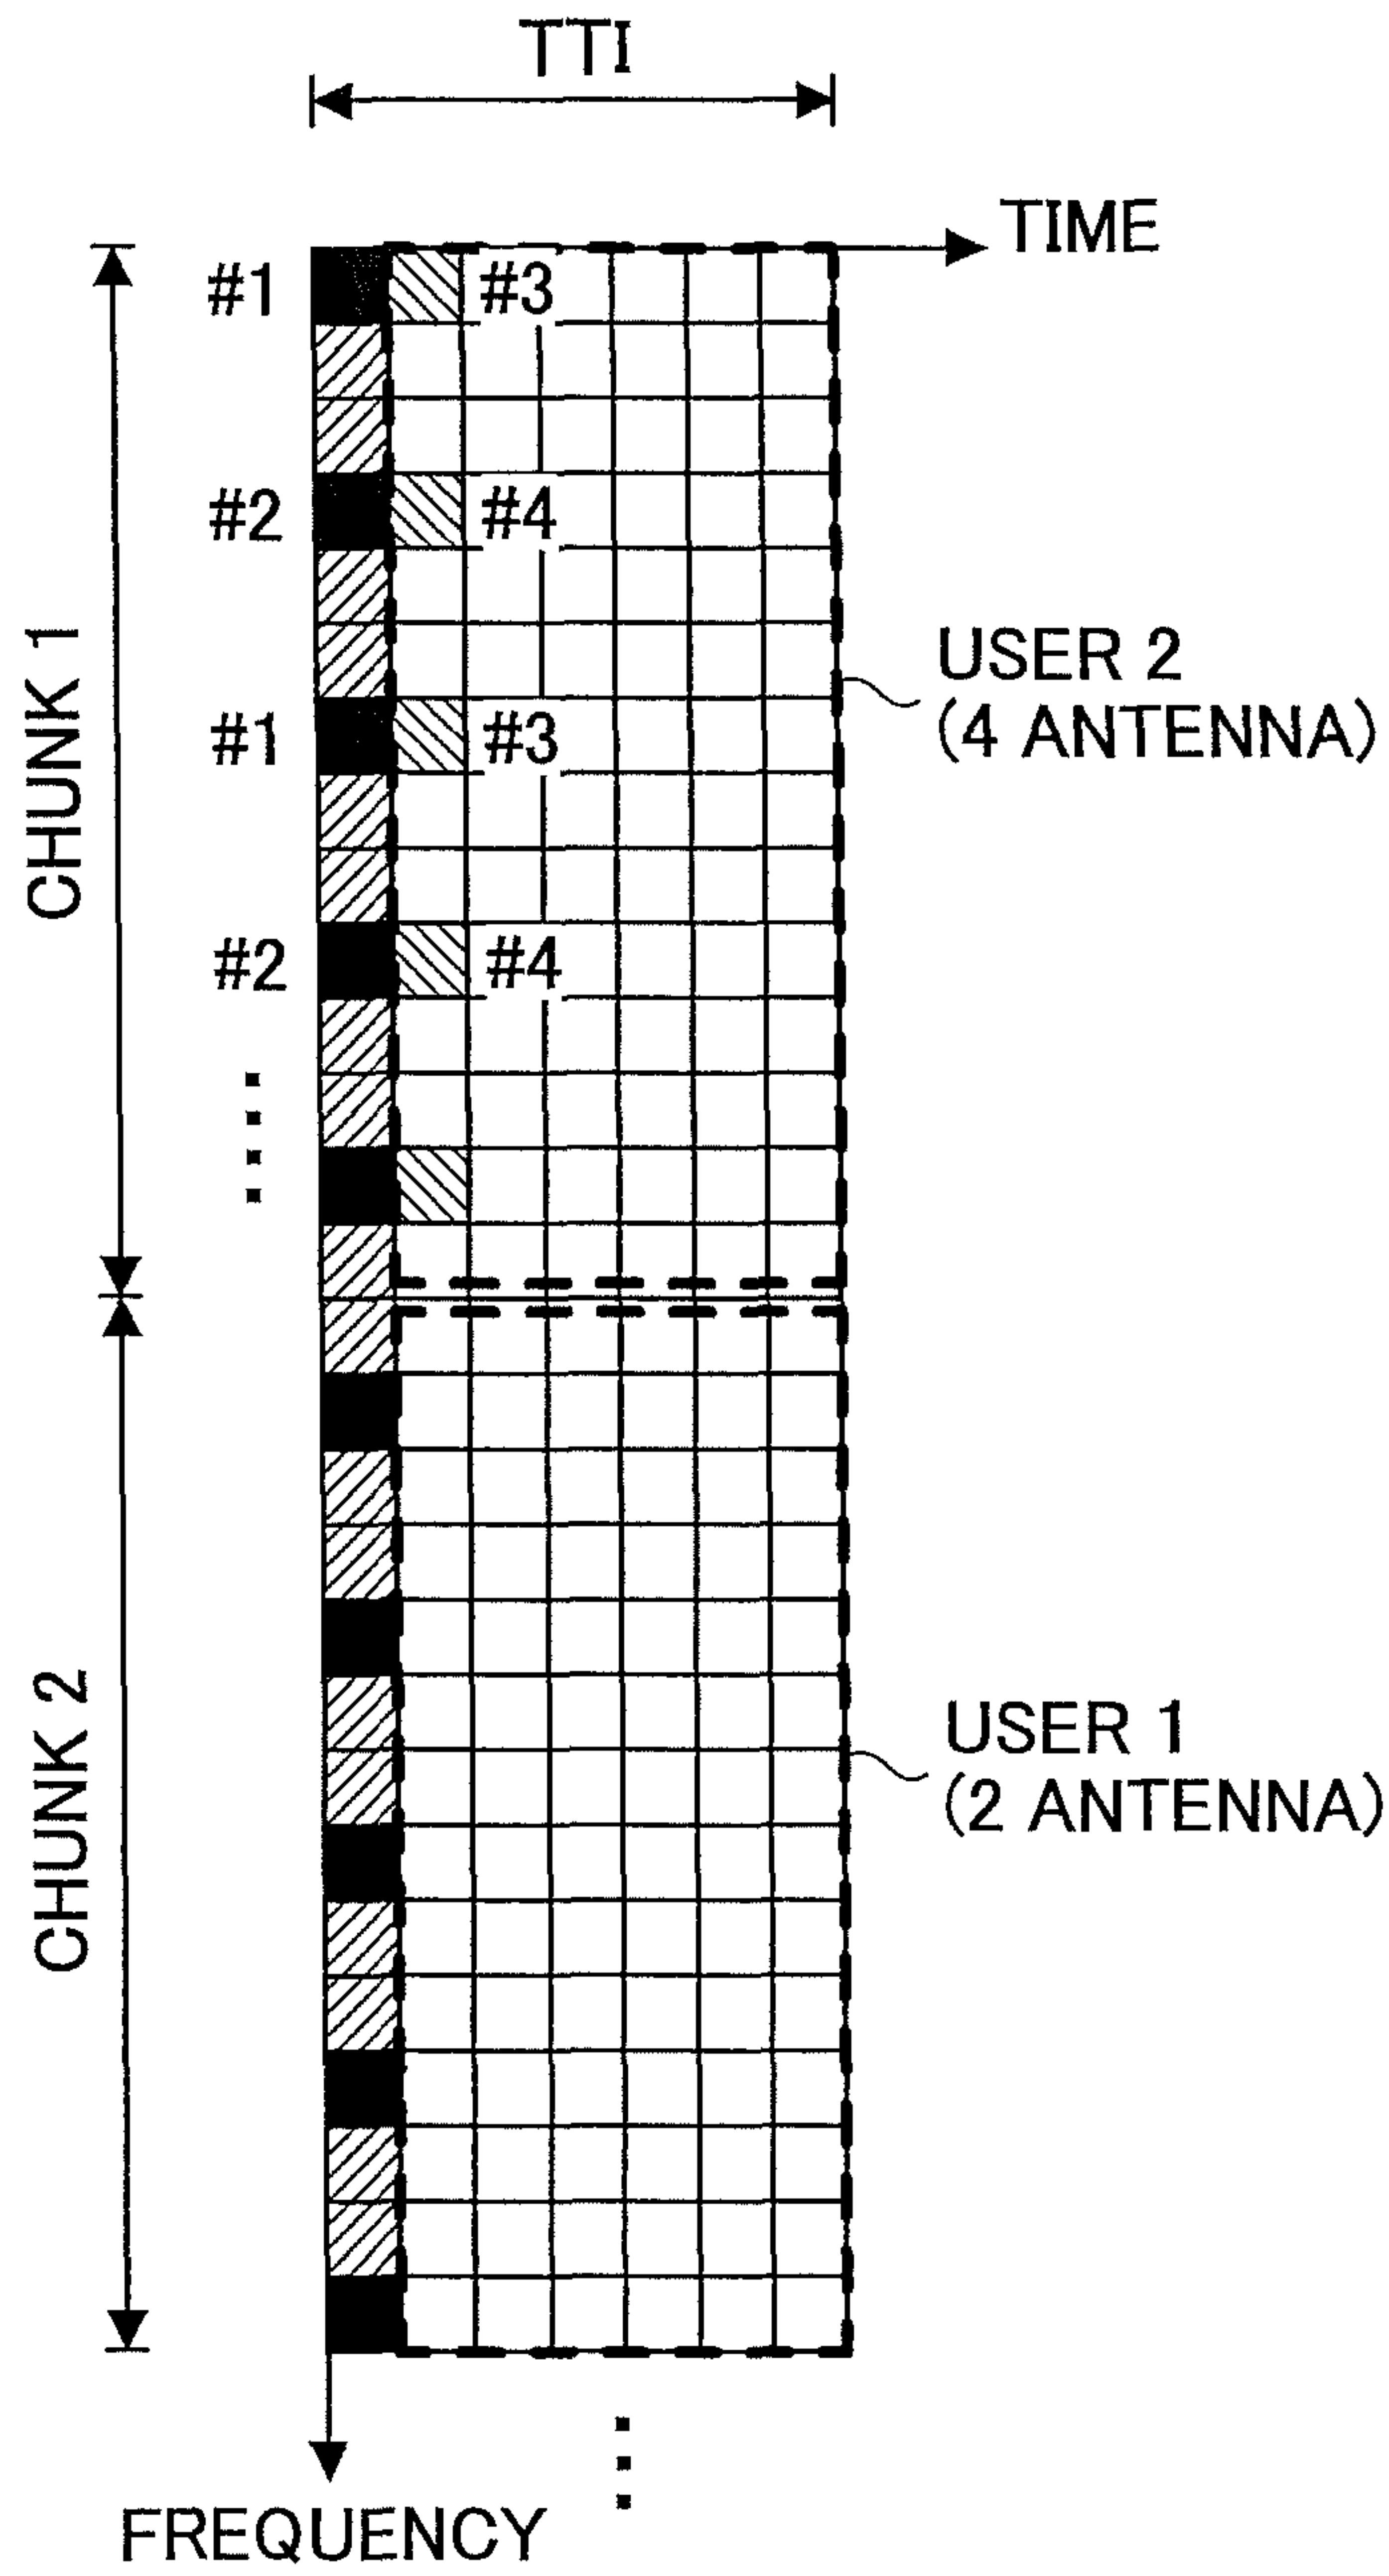 TTI
TIME
#1 #3
#2 #4
CHUNK 1
USER 2
(4 ANTENNA)
#1 #3
#2 #4
CHUNK 2
USER 1
(2 ANTENNA)
FREQUENCY